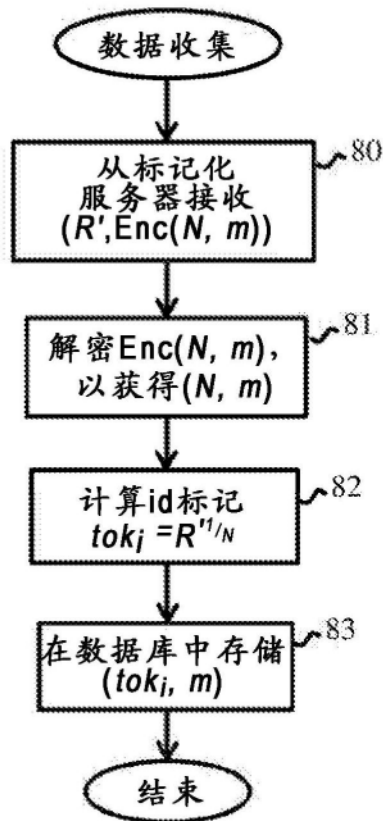 数据收集
80
从标记化
服务器接收
(R',Enc(N, m))
81
解密Enc(N, m),
以获得(N, m)
82
计算id标记
tokᵢ =R'¹/ᴺ
83
在数据库中存储
(tokᵢ, m)
结束